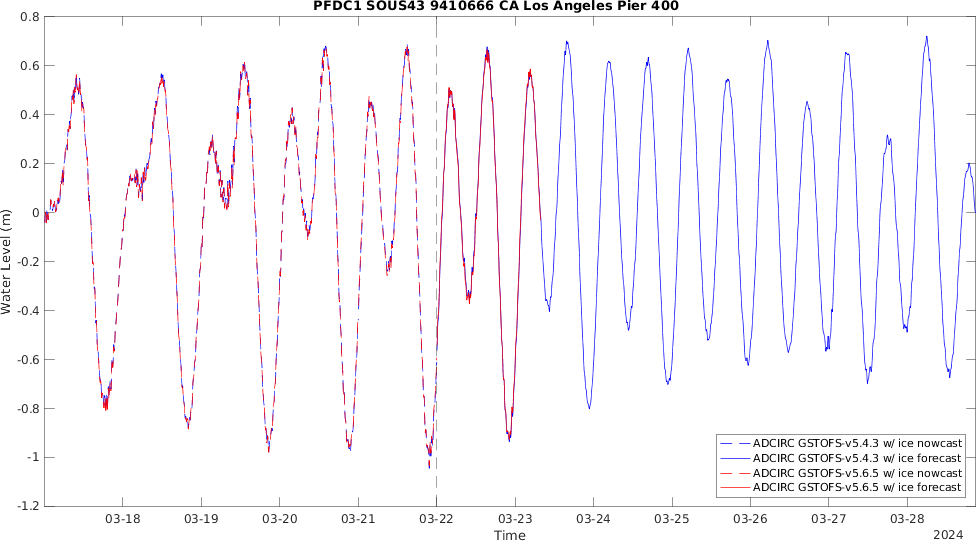 PFDC1 SOUS43 9410666 CA Los Angeles Pier 400
0.8
0.6
0.4
0.2
0
-0.2
-0.4
-0.6
-0.8
-1
-1.2
Water Level (m)
03-18 03-19 03-20 03-21 03-22 03-23 03-24 03-25 03-26 03-27 03-28
Time
2024
ADCIRC GSTOFS-v5.4.3 w/ ice nowcast
ADCIRC GSTOFS-v5.4.3 w/ ice forecast
ADCIRC GSTOFS-v5.6.5 w/ ice nowcast
ADCIRC GSTOFS-v5.6.5 w/ ice forecast